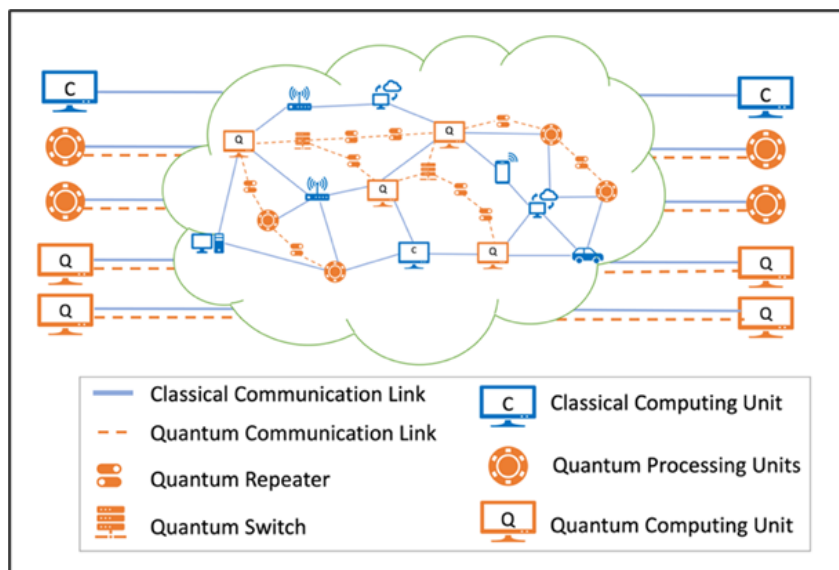 C
C
Q
Q
Q
C
Q
Q
Q
Q
Q
Classical Communication Link
Quantum Communication Link
Quantum Repeater
Quantum Switch
C
Classical Computing Unit
Quantum Processing Units
Q
Quantum Computing Unit